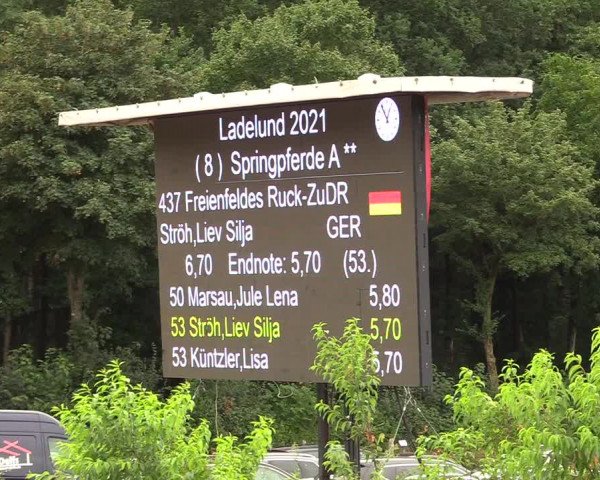 Ladelund 2021
( 8 ) Springpferde A **
437 Freienfeldes Ruck-ZuDR
Ströh,Liev Silja GER
6,70 Endnote: 5,70 (53.)
50 Marsau,Jule Lena 5,80
53 Ströh,Liev Silja 5,70
53 Küntzler,Lisa 5,70